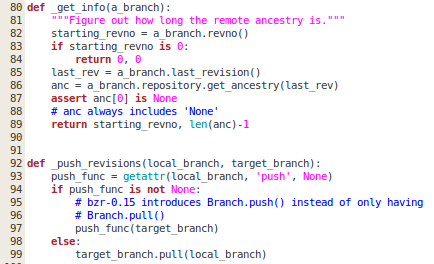 80 def _get_info(a_branch):
81     """Figure out how long the remote ancestry is."""
82     starting_revno = a_branch.revno()
83     if starting_revno is 0:
84         return 0, 0
85     last_rev = a_branch.last_revision()
86     anc = a_branch.repository.get_ancestry(last_rev)
87     assert anc[0] is None
88     # anc always includes 'None'
89     return starting_revno, len(anc)-1
90
91
92 def _push_revisions(local_branch, target_branch):
93     push_func = getattr(local_branch, 'push', None)
94     if push_func is not None:
95         # bzr-0.15 introduces Branch.push() instead of only having
96         # Branch.pull()
97         push_func(target_branch)
98     else:
99         target_branch.pull(local_branch)